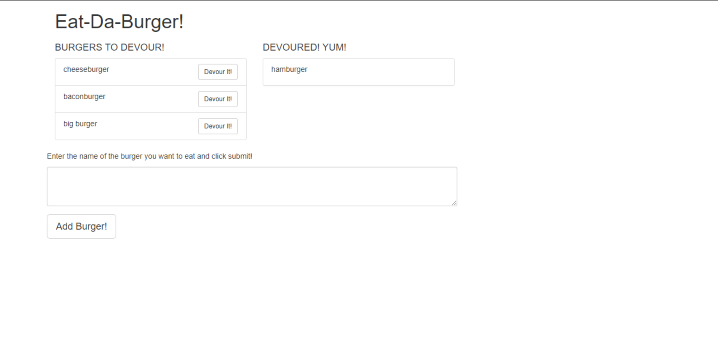 Eat-Da-Burger!
BURGERS TO DEVOUR!
cheeseburger
Devour It!
baconburger
Devour It!
big burger
Devour It!
DEVOURED! YUM!
hamburger
Enter the name of the burger you want to eat and click submit!
Add Burger!